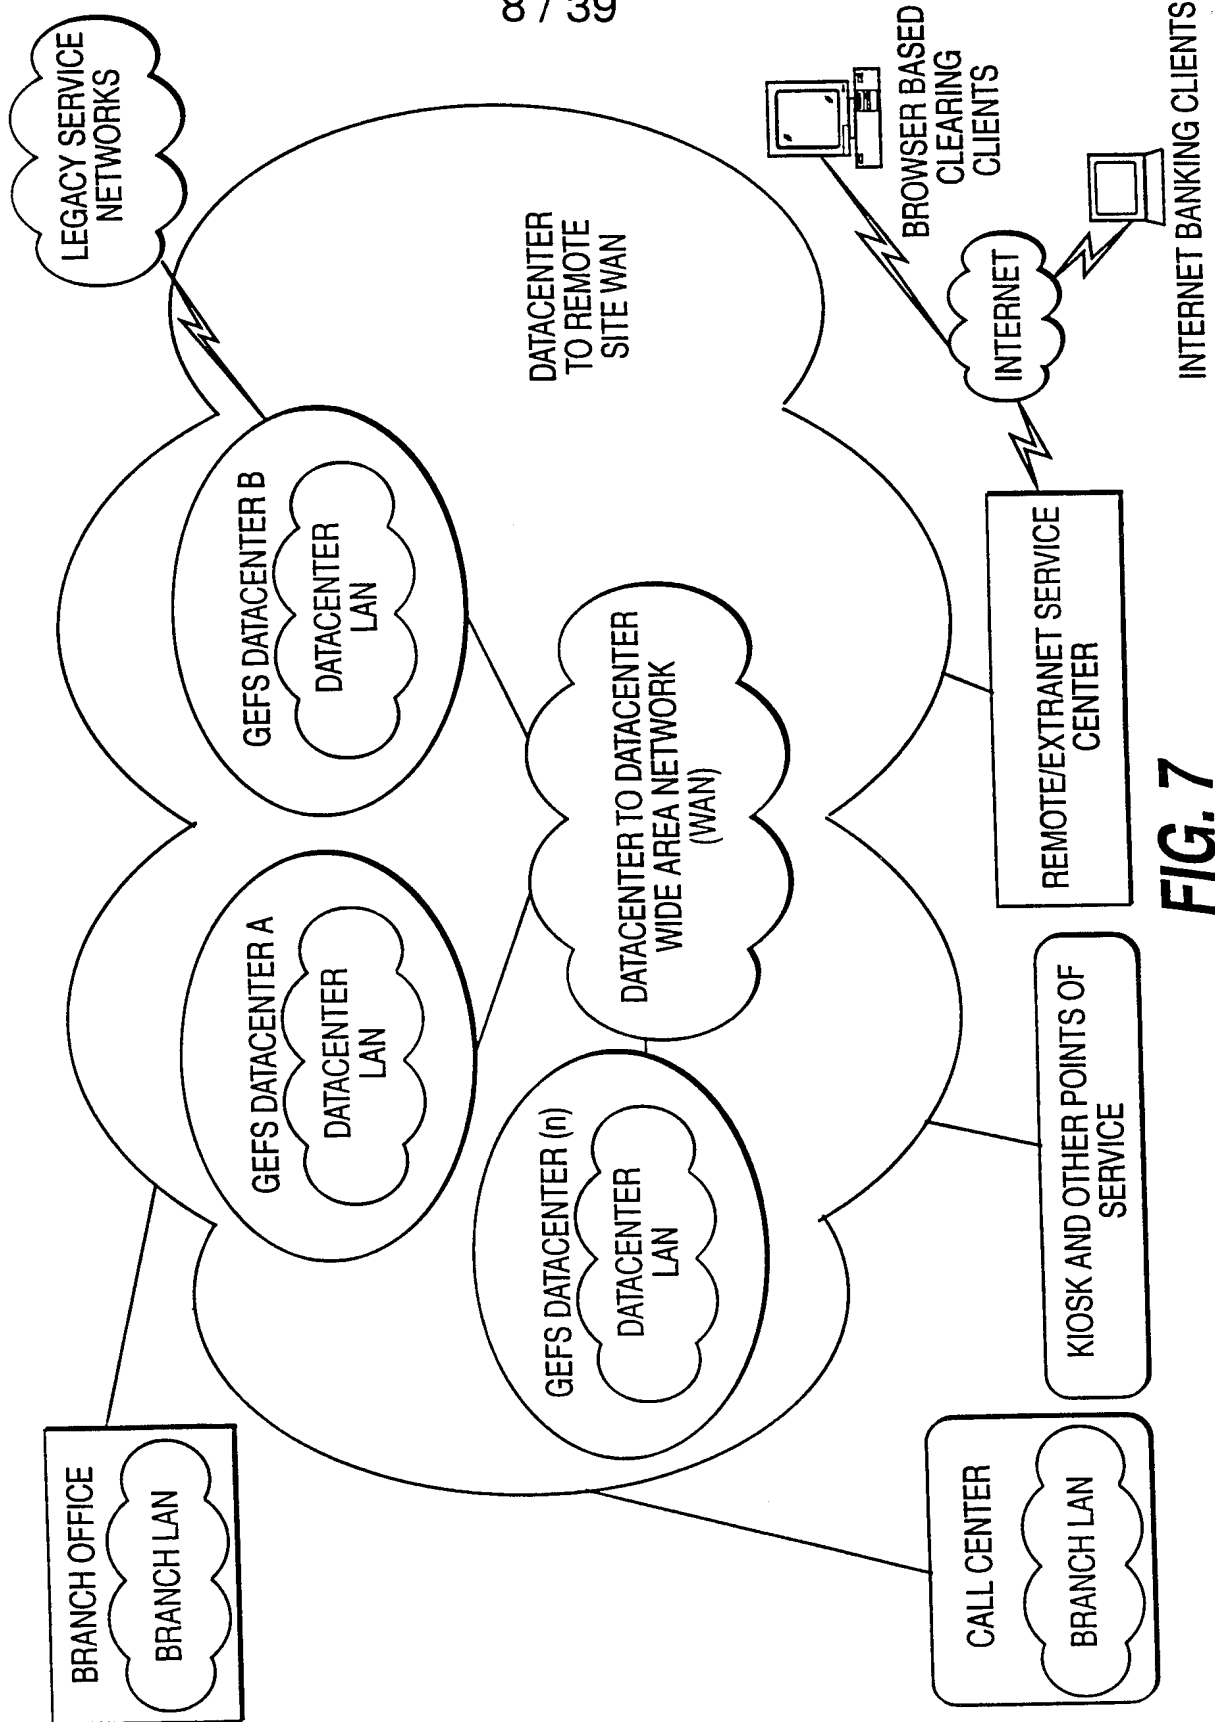 8 / 39
LEGACY SERVICE
NETWORKS
BRANCH OFFICE
BRANCH LAN
GEFS DATACENTER A
DATACENTER
LAN
GEFS DATACENTER B
DATACENTER
LAN
DATACENTER
TO REMOTE
SITE WAN
GEFS DATACENTER (n)
DATACENTER
LAN
DATACENTER TO DATACENTER
WIDE AREA NETWORK
(WAN)
BROWSER BASED
CLEARING
CLIENTS
INTERNET
INTERNET BANKING CLIENTS
CALL CENTER
BRANCH LAN
KIOSK AND OTHER POINTS OF
SERVICE
REMOTE/EXTRANET SERVICE
CENTER
FIG. 7